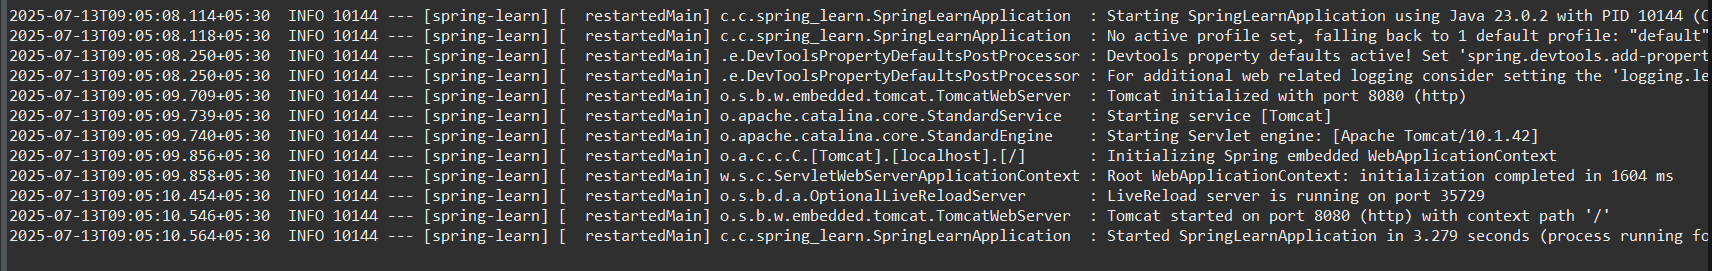 2025-07-13T09:05:08.114+05:30  INFO 10144 --- [spring-learn] [  restartedMain] c.c.spring_learn.SpringLearnApplication  : Starting SpringLearnApplication using Java 23.0.2 with PID 10144 (C
2025-07-13T09:05:08.118+05:30  INFO 10144 --- [spring-learn] [  restartedMain] c.c.spring_learn.SpringLearnApplication  : No active profile set, falling back to 1 default profile: "default"
2025-07-13T09:05:08.250+05:30  INFO 10144 --- [spring-learn] [  restartedMain] .e.DevToolsPropertyDefaultsPostProcessor : Devtools property defaults active! Set 'spring.devtools.add-propert
2025-07-13T09:05:08.250+05:30  INFO 10144 --- [spring-learn] [  restartedMain] .e.DevToolsPropertyDefaultsPostProcessor : For additional web related logging consider setting the 'logging.le
2025-07-13T09:05:09.709+05:30  INFO 10144 --- [spring-learn] [  restartedMain] o.s.b.w.embedded.tomcat.TomcatWebServer  : Tomcat initialized with port 8080 (http)
2025-07-13T09:05:09.739+05:30  INFO 10144 --- [spring-learn] [  restartedMain] o.apache.catalina.core.StandardService   : Starting service [Tomcat]
2025-07-13T09:05:09.740+05:30  INFO 10144 --- [spring-learn] [  restartedMain] o.apache.catalina.core.StandardEngine    : Starting Servlet engine: [Apache Tomcat/10.1.42]
2025-07-13T09:05:09.856+05:30  INFO 10144 --- [spring-learn] [  restartedMain] o.a.c.c.C.[Tomcat].[localhost].[/]       : Initializing Spring embedded WebApplicationContext
2025-07-13T09:05:09.858+05:30  INFO 10144 --- [spring-learn] [  restartedMain] w.s.c.ServletWebServerApplicationContext : Root WebApplicationContext: initialization completed in 1604 ms
2025-07-13T09:05:10.454+05:30  INFO 10144 --- [spring-learn] [  restartedMain] o.s.b.d.a.OptionalLiveReloadServer       : LiveReload server is running on port 35729
2025-07-13T09:05:10.546+05:30  INFO 10144 --- [spring-learn] [  restartedMain] o.s.b.w.embedded.tomcat.TomcatWebServer  : Tomcat started on port 8080 (http) with context path '/'
2025-07-13T09:05:10.564+05:30  INFO 10144 --- [spring-learn] [  restartedMain] c.c.spring_learn.SpringLearnApplication  : Started SpringLearnApplication in 3.279 seconds (process running fo